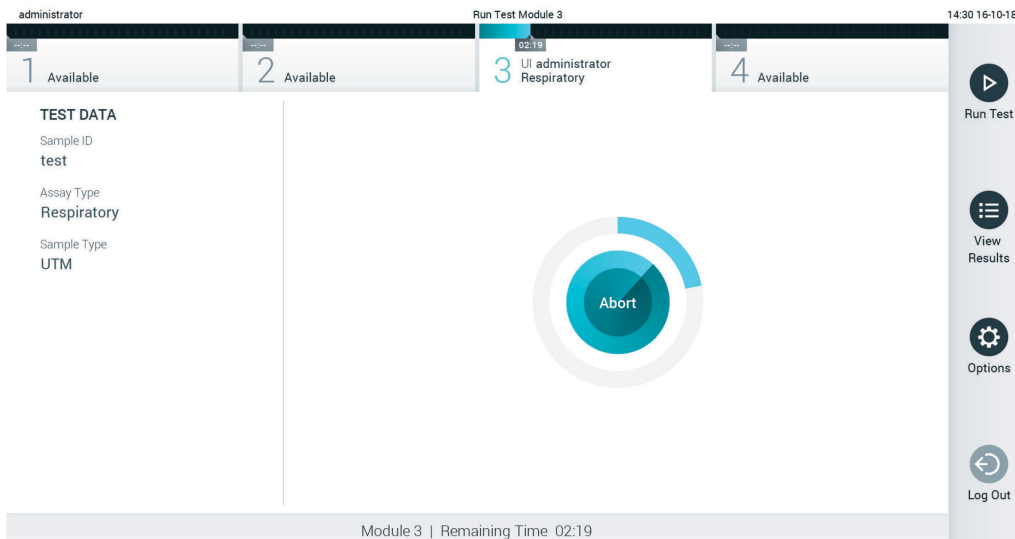 administrator
Run Test Module 3
14:30 16-10-18
--:--
1 Available
--:--
2 Available
02:19
3 UI administrator
Respiratory
--:--
4 Available
TEST DATA
Sample ID
test
Assay Type
Respiratory
Sample Type
UTM
Abort
Run Test
View
Results
Options
Log Out
Module 3 | Remaining Time 02:19